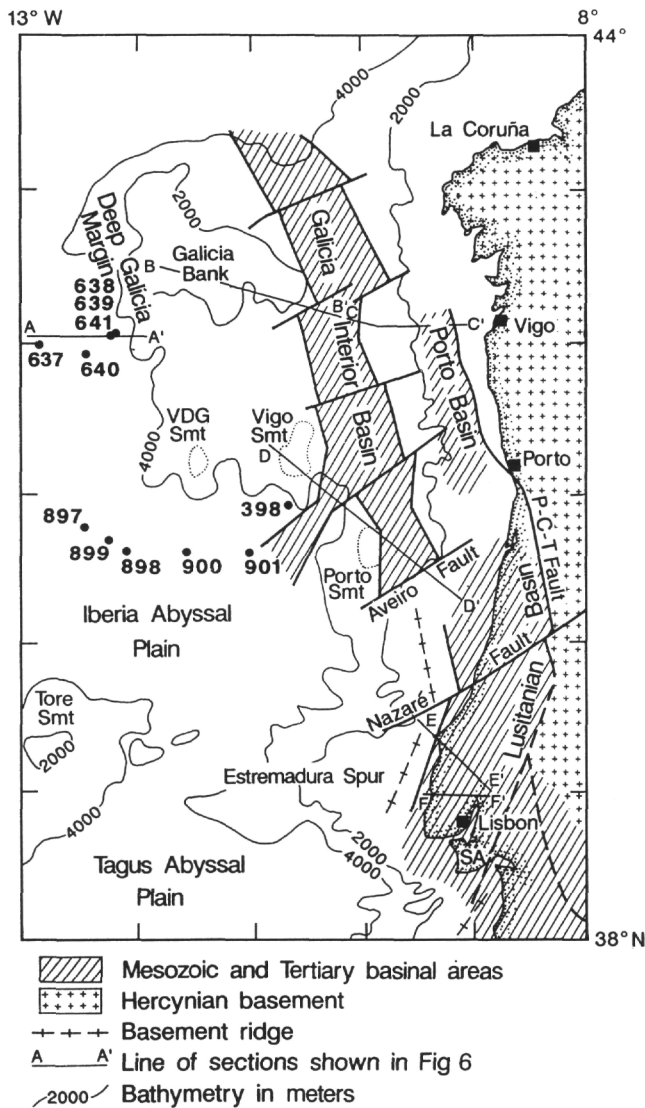 13° W
8°
44°
4000
2000
La Coruña
2000
Deep Galicia
Margin
Galicia
Bank
B
Galicia
Interior
Basin
638
639
641
A
A'
637
640
B'
C
C'
Vigo
Porto
Basin
VDG
Smt
Vigo
Smt
D
4000
Porto
398
897
899
898
900
901
P-C-T Fault
Porto
Smt
Aveiro Fault
D'
Iberia Abyssal
Plain
Lusitanian Basin
Nazaré Fault
E
Tore
Smt
2000
Estremadura Spur
E'
F
F'
Lisbon
SA
4000
2000
4000
Tagus Abyssal
Plain
38° N
Mesozoic and Tertiary basinal areas
Hercynian basement
Basement ridge
A A' Line of sections shown in Fig 6
2000 Bathymetry in meters